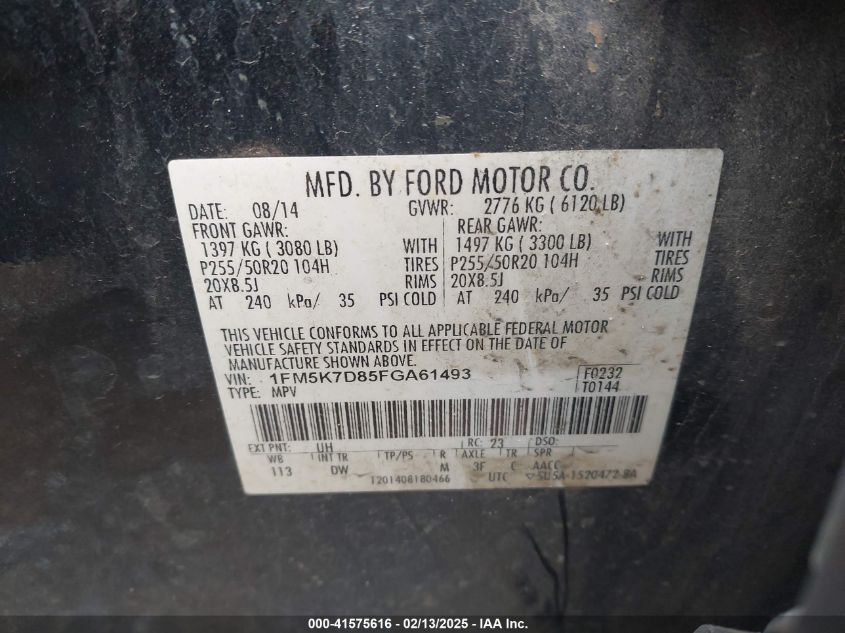 MFD. BY FORD MOTOR CO.
DATE: 08/14 GVWR: 2776 KG ( 6120 LB)
FRONT GAWR: REAR GAWR:
1397 KG ( 3080 LB) WITH 1497 KG ( 3300 LB) WITH
P255/50R20 104H TIRES P255/50R20 104H TIRES
20X8.5J RIMS 20X8.5J RIMS
AT 240 kPa/ 35 PSI COLD AT 240 kPa/ 35 PSI COLD
THIS VEHICLE CONFORMS TO ALL APPLICABLE FEDERAL MOTOR
VEHICLE SAFETY STANDARDS IN EFFECT ON THE DATE OF
MANUFACTURE SHOWN ABOVE.
VIN: 1FM5K7D85FGA61493 F0232
TYPE: MPV T0144
EXT PNT: UH RC: 23 DSO:
WB INT TR TP/PS R AXLE TR SPR
113 DW M 3F C AACC
1201408180466 UTC ▽5U5A-1520472-BA
000-41575616 - 02/13/2025 - IAA Inc.